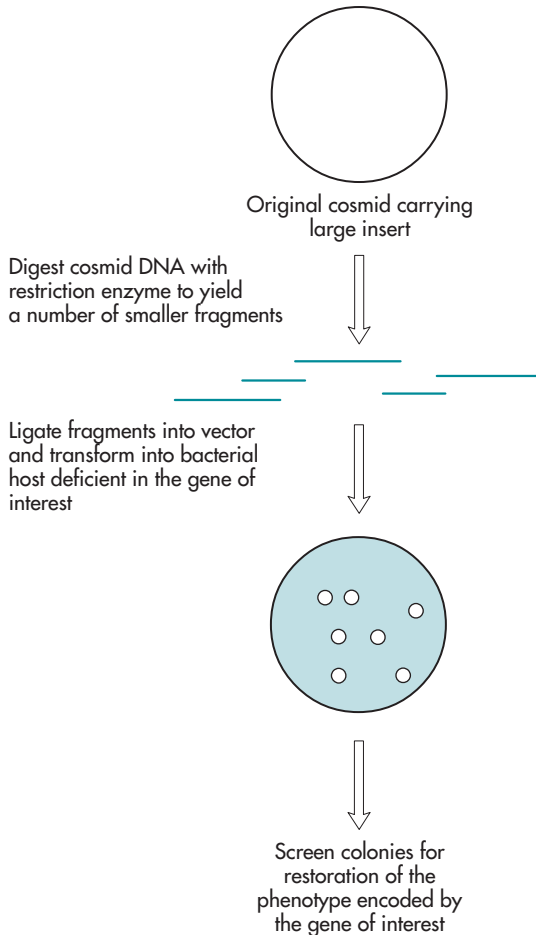 Original cosmid carrying
large insert
Digest cosmid DNA with
restriction enzyme to yield
a number of smaller fragments
Ligate fragments into vector
and transform into bacterial
host deficient in the gene of
interest
Screen colonies for
restoration of the
phenotype encoded by
the gene of interest